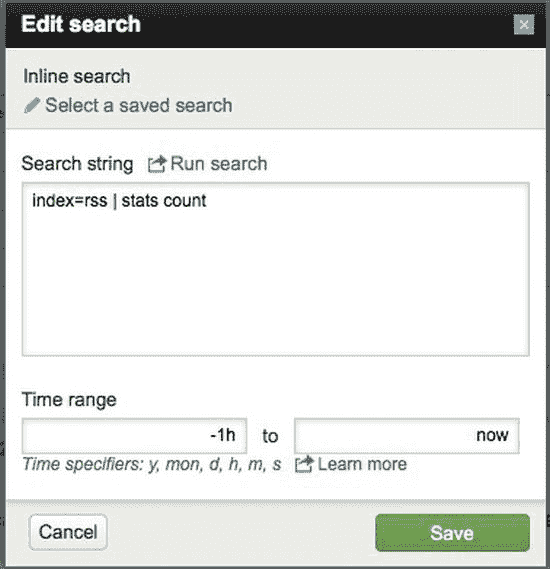 Edit search
Inline search
Select a saved search
Search string Run search
index=rss | stats count
Time range
-1h to now
Time specifiers: y, mon, d, h, m, s Learn more
Cancel Save